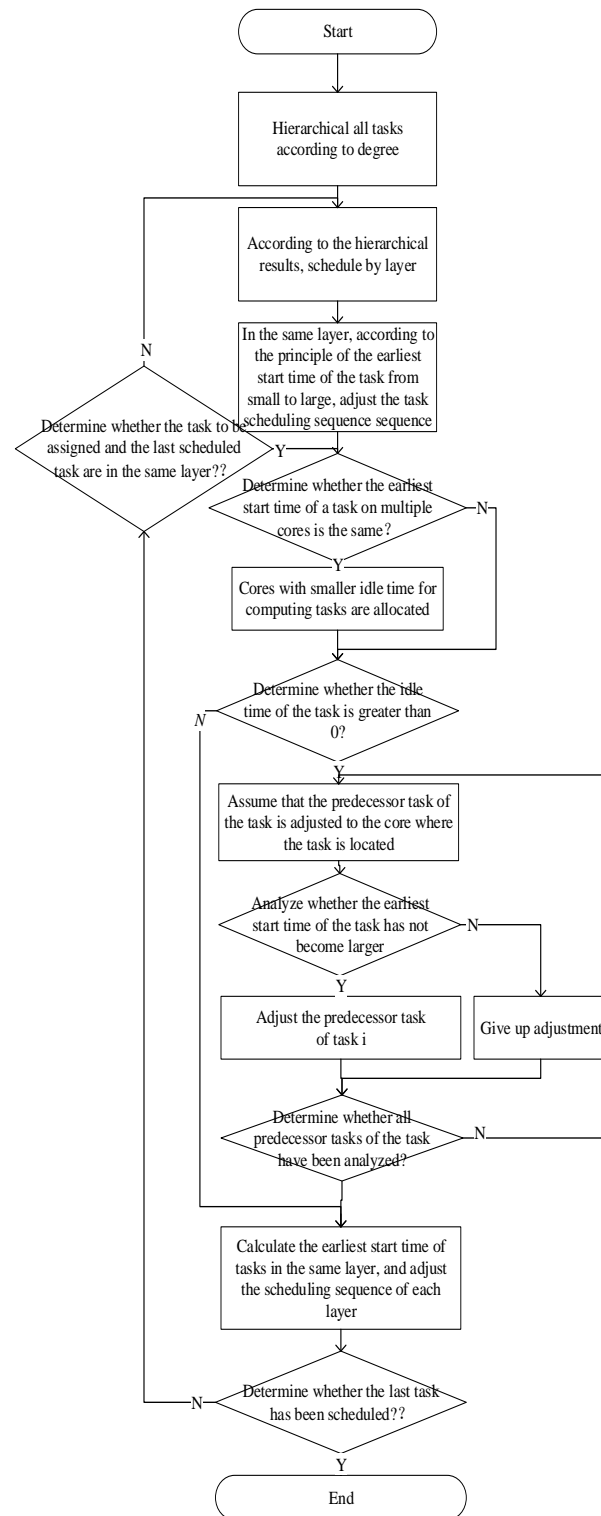 Start
Hierarchical all tasks
according to degree
According to the hierarchical
results, schedule by layer
N
In the same layer, according to
the principle of the earliest
start time of the task from
small to large, adjust the task
scheduling sequence sequence
Determine whether the task to be
assigned and the last scheduled
task are in the same layer??
Y
Determine whether the earliest
start time of a task on multiple
cores is the same?
N
Y
Cores with smaller idle time for
computing tasks are allocated
Determine whether the idle
time of the task is greater than
0?
N
Y
Assume that the predecessor task of
the task is adjusted to the core where
the task is located
Analyze whether the earliest
start time of the task has not
become larger
N
Y
Adjust the predecessor task
of task i
Give up adjustment
Determine whether all
predecessor tasks of the task
have been analyzed?
N
Calculate the earliest start time of
tasks in the same layer, and adjust
the scheduling sequence of each
layer
Determine whether the last task
has been scheduled??
N
Y
End